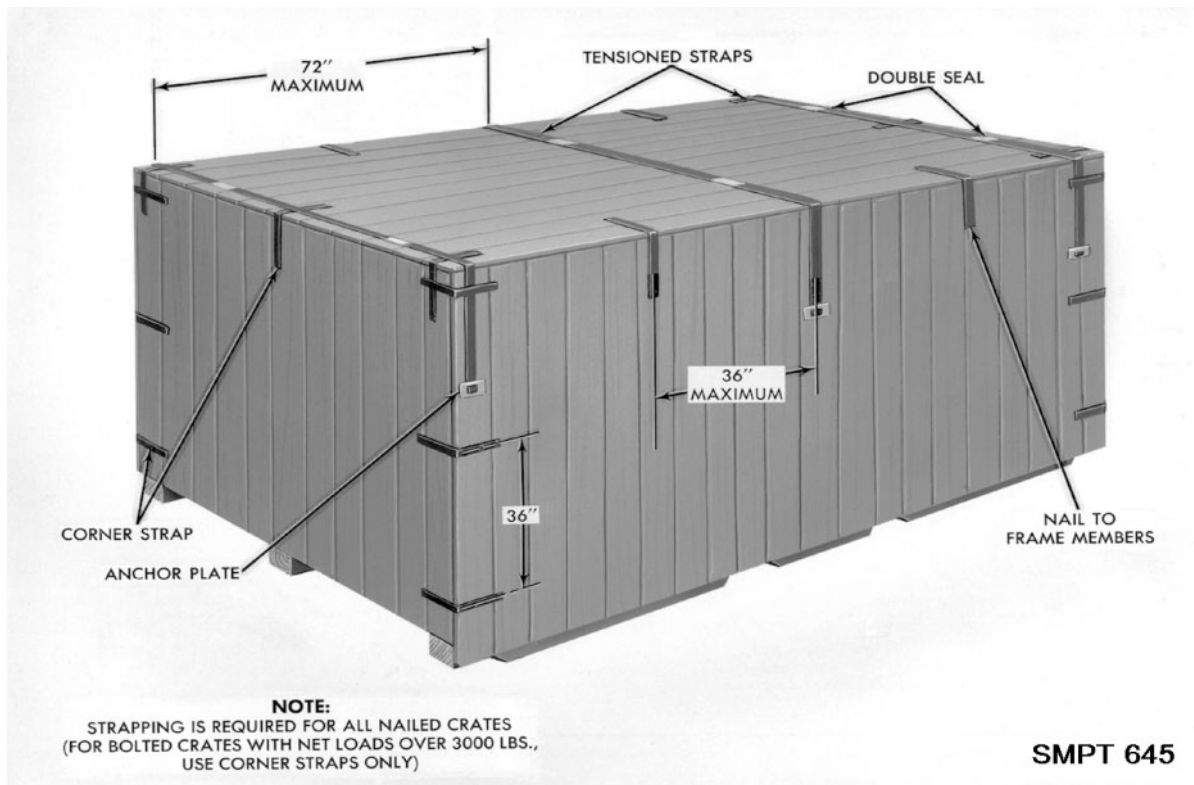 72"
MAXIMUM
TENSIONED STRAPS
DOUBLE SEAL
36"
MAXIMUM
36"
CORNER STRAP
ANCHOR PLATE
NAIL TO
FRAME MEMBERS
NOTE:
STRAPPING IS REQUIRED FOR ALL NAILED CRATES
(FOR BOLTED CRATES WITH NET LOADS OVER 3000 LBS.,
USE CORNER STRAPS ONLY)
SMPT 645